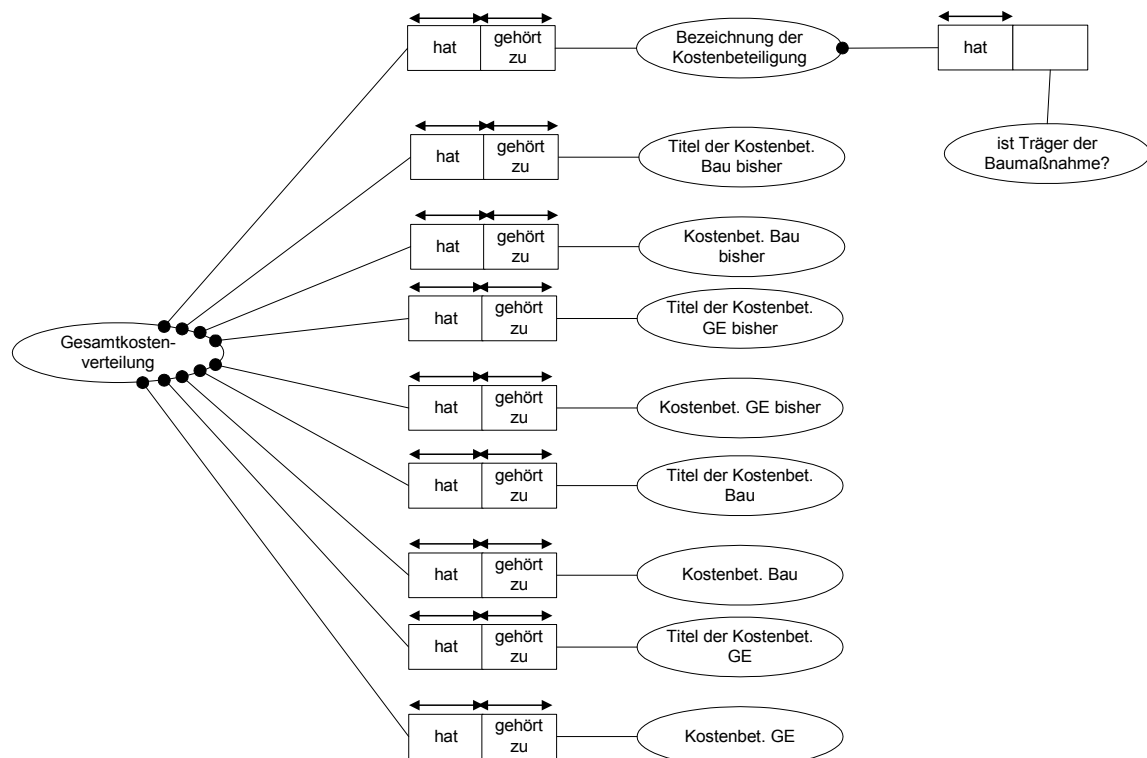 hat
gehört
zu
Bezeichnung der
Kostenbeteiligung
hat
ist Träger der
Baumaßnahme?
hat
gehört
zu
Titel der Kostenbet.
Bau bisher
hat
gehört
zu
Kostenbet. Bau
bisher
hat
gehört
zu
Titel der Kostenbet.
GE bisher
Gesamtkosten-
verteilung
hat
gehört
zu
Kostenbet. GE bisher
hat
gehört
zu
Titel der Kostenbet.
Bau
hat
gehört
zu
Kostenbet. Bau
hat
gehört
zu
Titel der Kostenbet.
GE
hat
gehört
zu
Kostenbet. GE